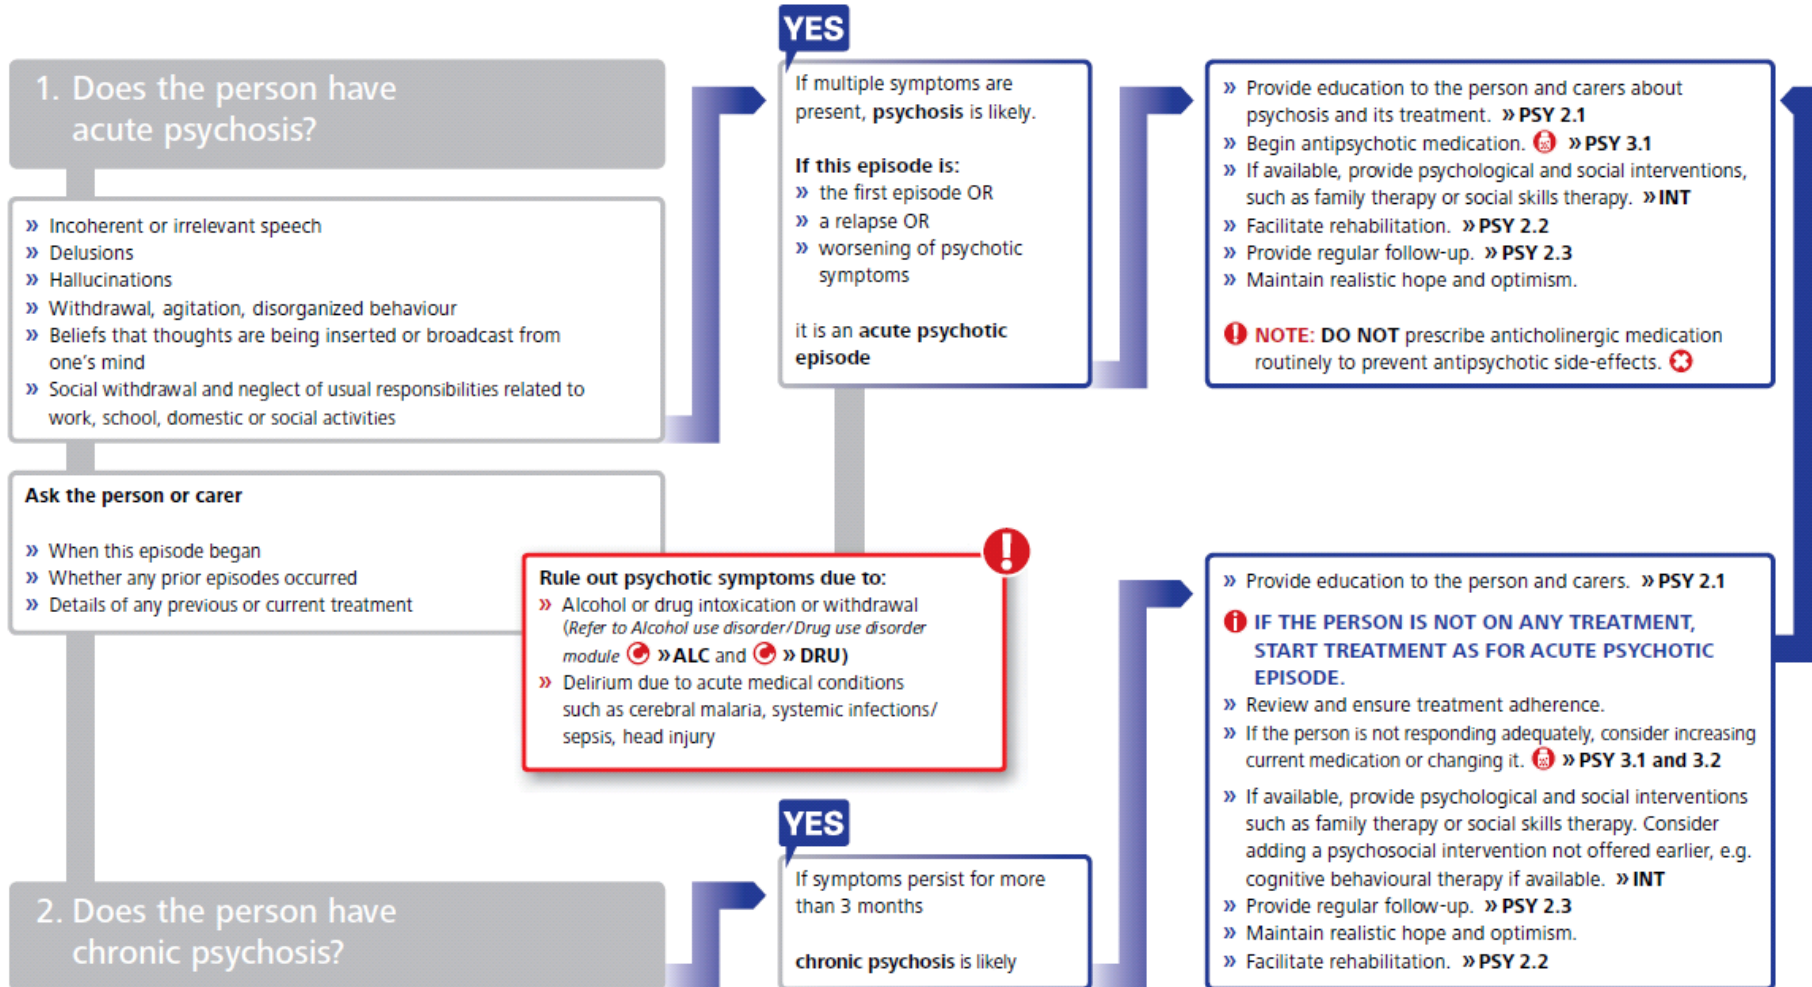 YES
1. Does the person have
acute psychosis?
» Incoherent or irrelevant speech
» Delusions
» Hallucinations
» Withdrawal, agitation, disorganized behaviour
» Beliefs that thoughts are being inserted or broadcast from
one's mind
» Social withdrawal and neglect of usual responsibilities related to
work, school, domestic or social activities
Ask the person or carer
» When this episode began
» Whether any prior episodes occurred
» Details of any previous or current treatment
If multiple symptoms are
present, psychosis is likely.
If this episode is:
» the first episode OR
» a relapse OR
» worsening of psychotic
symptoms
it is an acute psychotic
episode
» Provide education to the person and carers about
psychosis and its treatment. » PSY 2.1
» Begin antipsychotic medication. » PSY 3.1
» If available, provide psychological and social interventions,
such as family therapy or social skills therapy. » INT
» Facilitate rehabilitation. » PSY 2.2
» Provide regular follow-up. » PSY 2.3
» Maintain realistic hope and optimism.
! NOTE: DO NOT prescribe anticholinergic medication
routinely to prevent antipsychotic side-effects.
!
Rule out psychotic symptoms due to:
» Alcohol or drug intoxication or withdrawal
(Refer to Alcohol use disorder/Drug use disorder
module » ALC and » DRU)
» Delirium due to acute medical conditions
such as cerebral malaria, systemic infections/
sepsis, head injury
2. Does the person have
chronic psychosis?
YES
If symptoms persist for more
than 3 months
chronic psychosis is likely
» Provide education to the person and carers. » PSY 2.1
i IF THE PERSON IS NOT ON ANY TREATMENT,
START TREATMENT AS FOR ACUTE PSYCHOTIC
EPISODE.
» Review and ensure treatment adherence.
» If the person is not responding adequately, consider increasing
current medication or changing it. » PSY 3.1 and 3.2
» If available, provide psychological and social interventions
such as family therapy or social skills therapy. Consider
adding a psychosocial intervention not offered earlier, e.g.
cognitive behavioural therapy if available. » INT
» Provide regular follow-up. » PSY 2.3
» Maintain realistic hope and optimism.
» Facilitate rehabilitation. » PSY 2.2